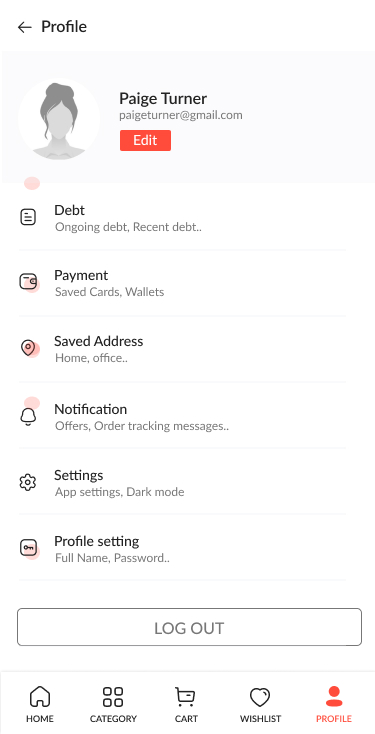 Profile
Paige Turner
paigeturner@gmail.com
Edit
Debt
Ongoing debt, Recent debt..
Payment
Saved Cards, Wallets
Saved Address
Home, office..
Notification
Offers, Order tracking messages..
Settings
App settings, Dark mode
Profile setting
Full Name, Password..
LOG OUT
HOME CATEGORY CART WISHLIST PROFILE